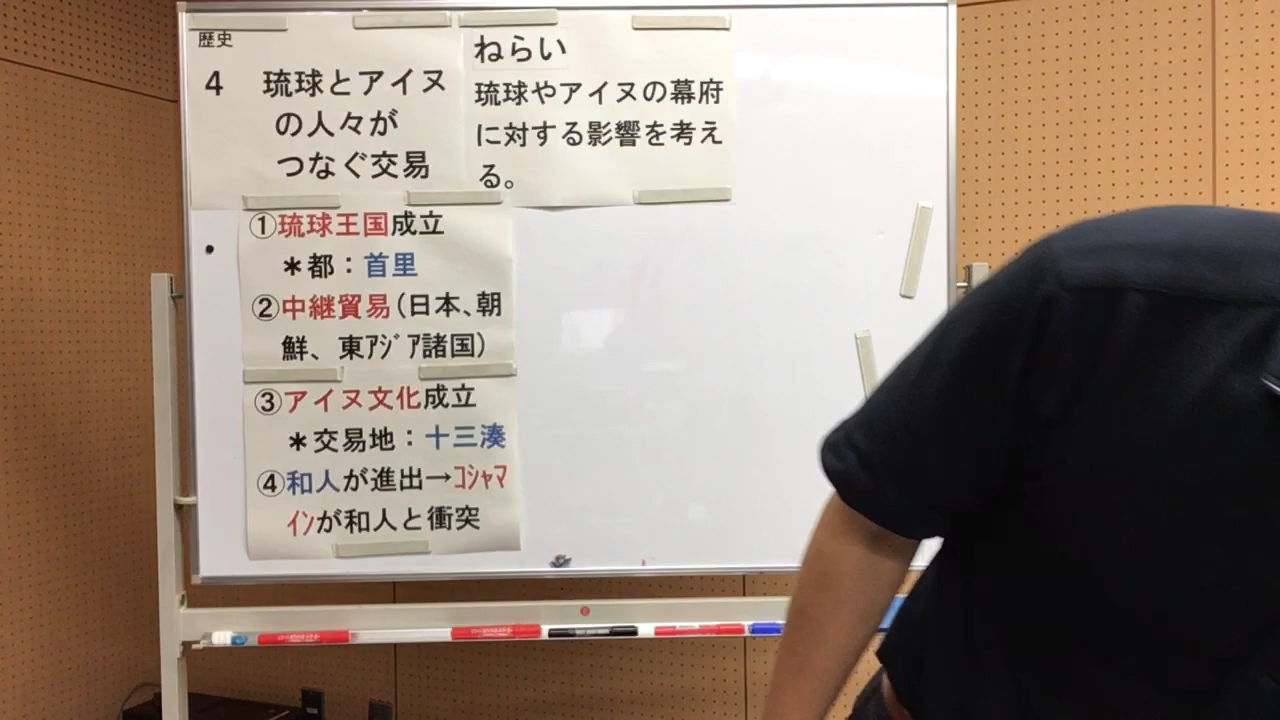 歴史
4 琉球とアイヌ
の人々が
つなぐ交易
ねらい
琉球やアイヌの幕府
に対する影響を考え
る。
①琉球王国成立
＊都：首里
②中継貿易(日本、朝
鮮、東ｱｼﾞｱ諸国)
③アイヌ文化成立
＊交易地：十三湊
④和人が進出→ｺｼｬﾏ
ｲﾝが和人と衝突